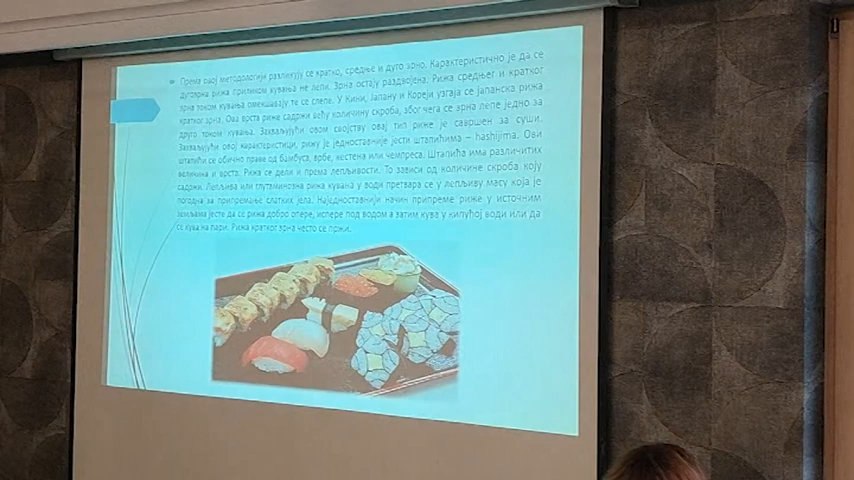 Према овој методологији разликују се кратко, средње и дуго зрно. Карактеристично је да се
дугозрна рижа приликом кувања не лепи. Зрна остају раздвојена. Рижа средњег и кратког
зрна током кувања омекшавају те се слепе. У Кини, Јапану и Кореји узгаја се јапанска рижа
кратког зрна. Ова врста риже садржи већу количину скроба, због чега се зрна лепе једно за
друго током кувања. Захваљујући овом својству овај тип риже је савршен за суши.
Захваљујући овој карактеристици, рижу је једноставније јести штапићима – hashijima. Ови
штапићи се обично праве од бамбуса, врбе, кестена или чемпреса. Штапића има различитих
величина и врста. Рижа се дели и према лепљивости. То зависи од количине скроба коју
садржи. Лепљива или глутаминозна рижа кувана у води претвара се у лепљиву масу која је
погодна за припремање слатких јела. Наједноставнији начин припреме риже у источним
земљама јесте да се рижа добро опере, испере под водом а затим кува у кипућој води или да
се кува на пари. Рижа кратког зрна често се пржи.